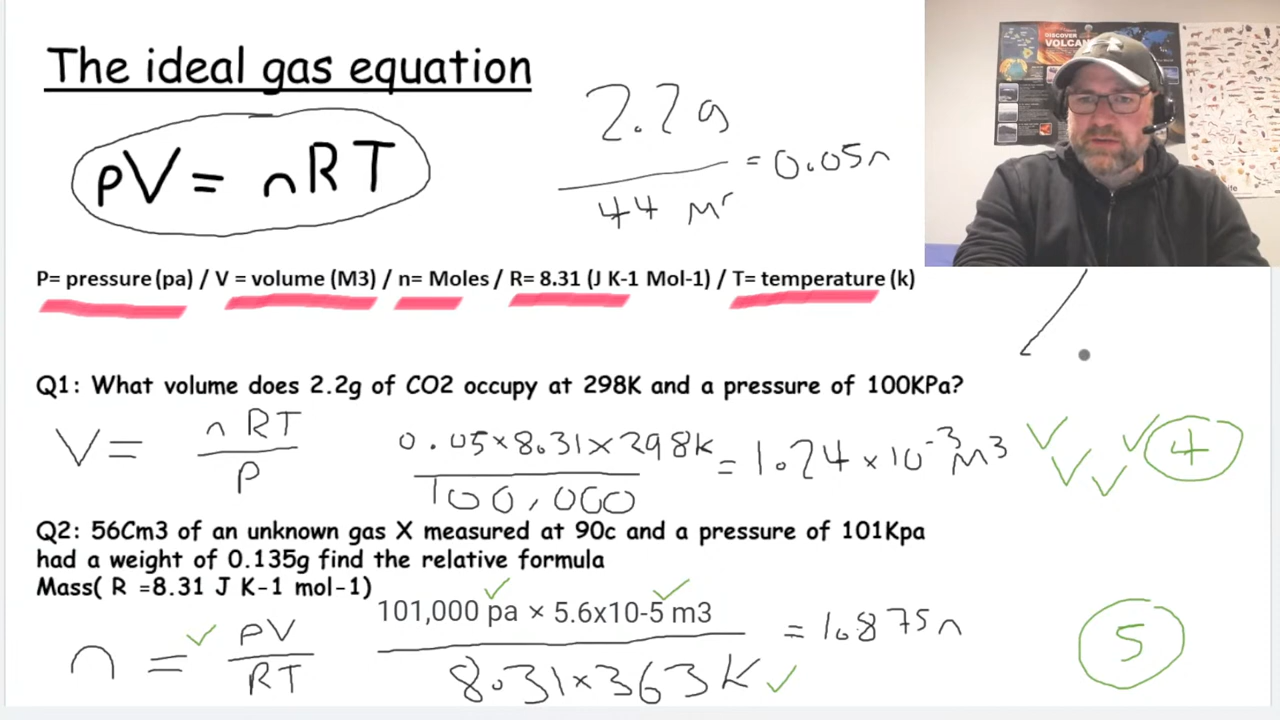 The ideal gas equation
PV = nRT
2.2g
44 Mr
= 0.05n
DISCOVER
VOLCAN
P= pressure (pa) / V = volume (M3) / n= Moles / R= 8.31 (J K-1 Mol-1) / T= temperature (k)
Q1: What volume does 2.2g of CO2 occupy at 298K and a pressure of 100KPa?
V = nRT
P
0.05×8.31×298k
100,000
= 1.24 × 10-3 M3
4
Q2: 56Cm3 of an unknown gas X measured at 90c and a pressure of 101Kpa
had a weight of 0.135g find the relative formula
Mass( R =8.31 J K-1 mol-1)
n = PV
RT
101,000 pa × 5.6x10-5 m3
8.31×363K
= 1.875n
5